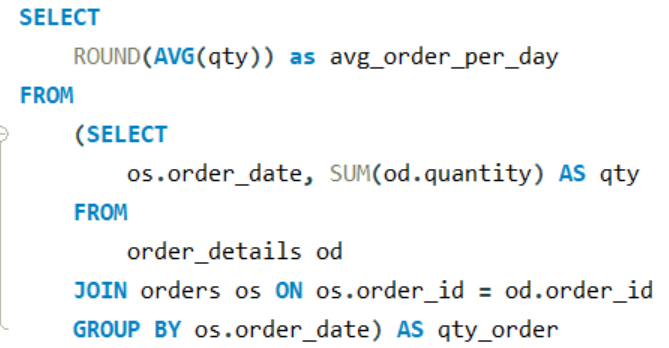 SELECT
ROUND(AVG(qty)) as avg_order_per_day
FROM
(SELECT
os.order_date, SUM(od.quantity) AS qty
FROM
order_details od
JOIN orders os ON os.order_id = od.order_id
GROUP BY os.order_date) AS qty_order